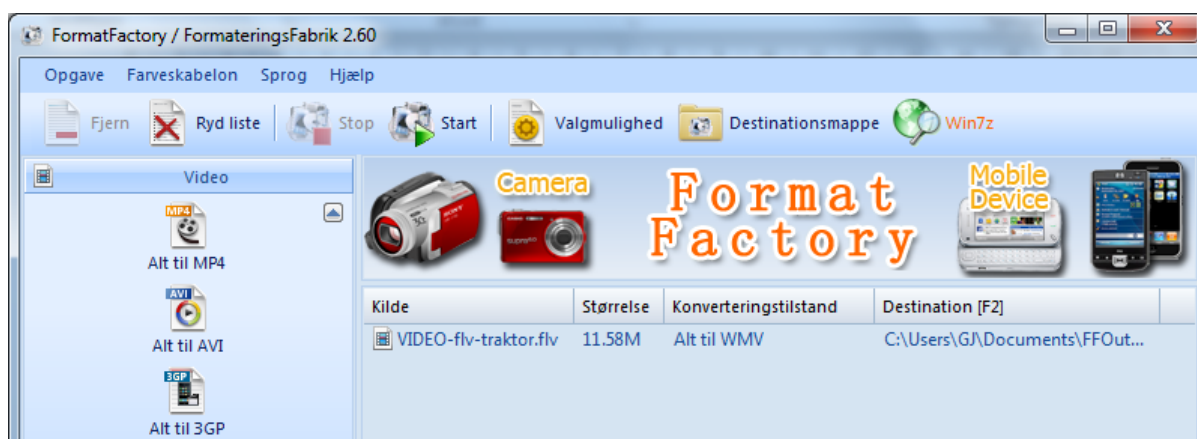 FormatFactory / FormateringsFabrik 2.60
Opgave Farveskabelon Sprog Hjælp
Fjern Ryd liste Stop Start Valgmulighed Destinationsmappe Win7z
Video
MP4
Alt til MP4
AVI
Alt til AVI
3GP
Alt til 3GP
Camera
Format
Factory
Mobile
Device
Kilde Størrelse Konverteringstilstand Destination [F2]
VIDEO-flv-traktor.flv 11.58M Alt til WMV C:\Users\GJ\Documents\FFOut...